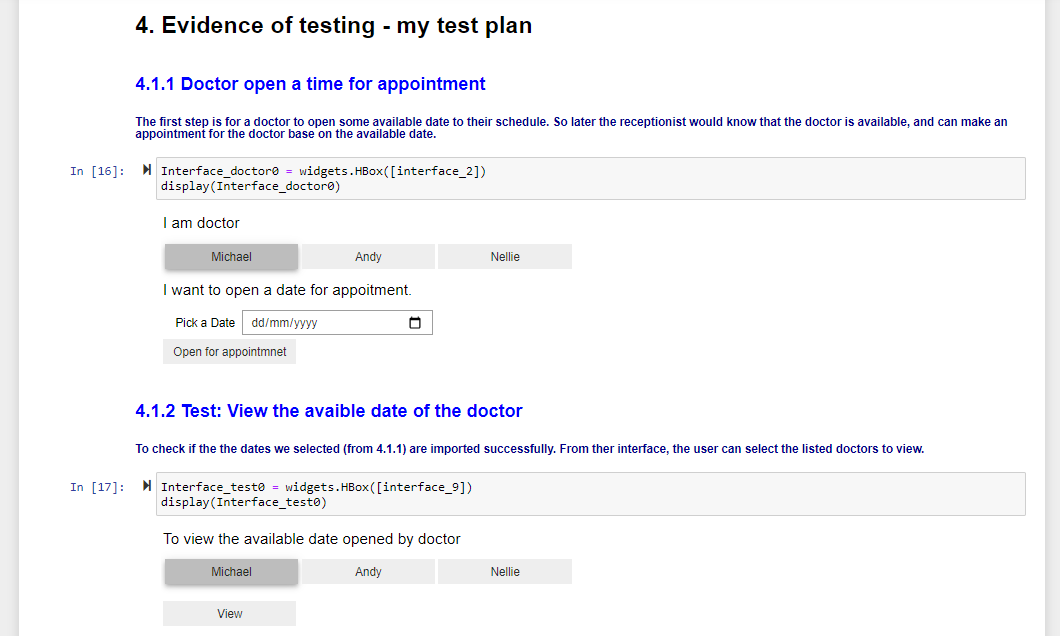 4. Evidence of testing - my test plan
4.1.1 Doctor open a time for appointment
The first step is for a doctor to open some available date to their schedule. So later the receptionist would know that the doctor is available, and can make an
appointment for the doctor base on the available date.
In [16]:
Interface_doctor0 = widgets.HBox([interface_2])
display(Interface_doctor0)
I am doctor
Michael Andy Nellie
I want to open a date for appoitment.
Pick a Date dd/mm/yyyy
Open for appointmnet
4.1.2 Test: View the avaible date of the doctor
To check if the the dates we selected (from 4.1.1) are imported successfully. From ther interface, the user can select the listed doctors to view.
In [17]:
Interface_test0 = widgets.HBox([interface_9])
display(Interface_test0)
To view the available date opened by doctor
Michael Andy Nellie
View